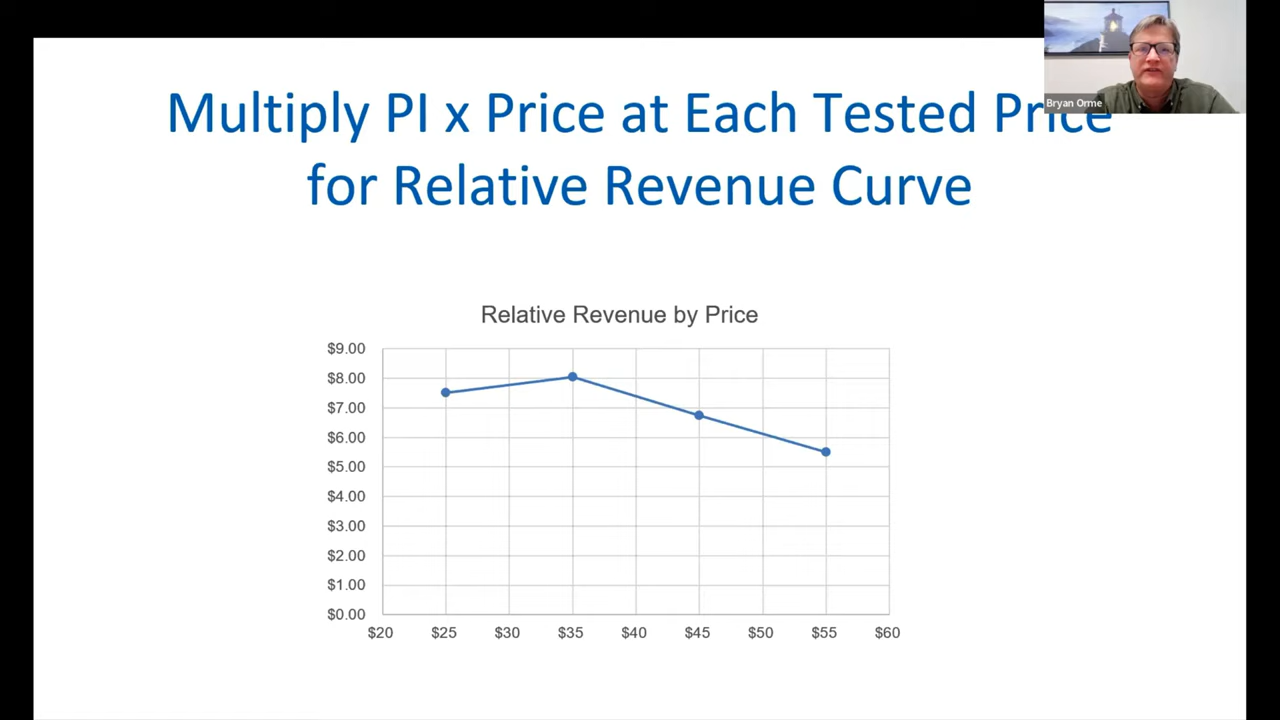 Multiply PI x Price at Each Tested Price
for Relative Revenue Curve
Bryan Orme
Relative Revenue by Price
$9.00
$8.00
$7.00
$6.00
$5.00
$4.00
$3.00
$2.00
$1.00
$0.00
$20 $25 $30 $35 $40 $45 $50 $55 $60